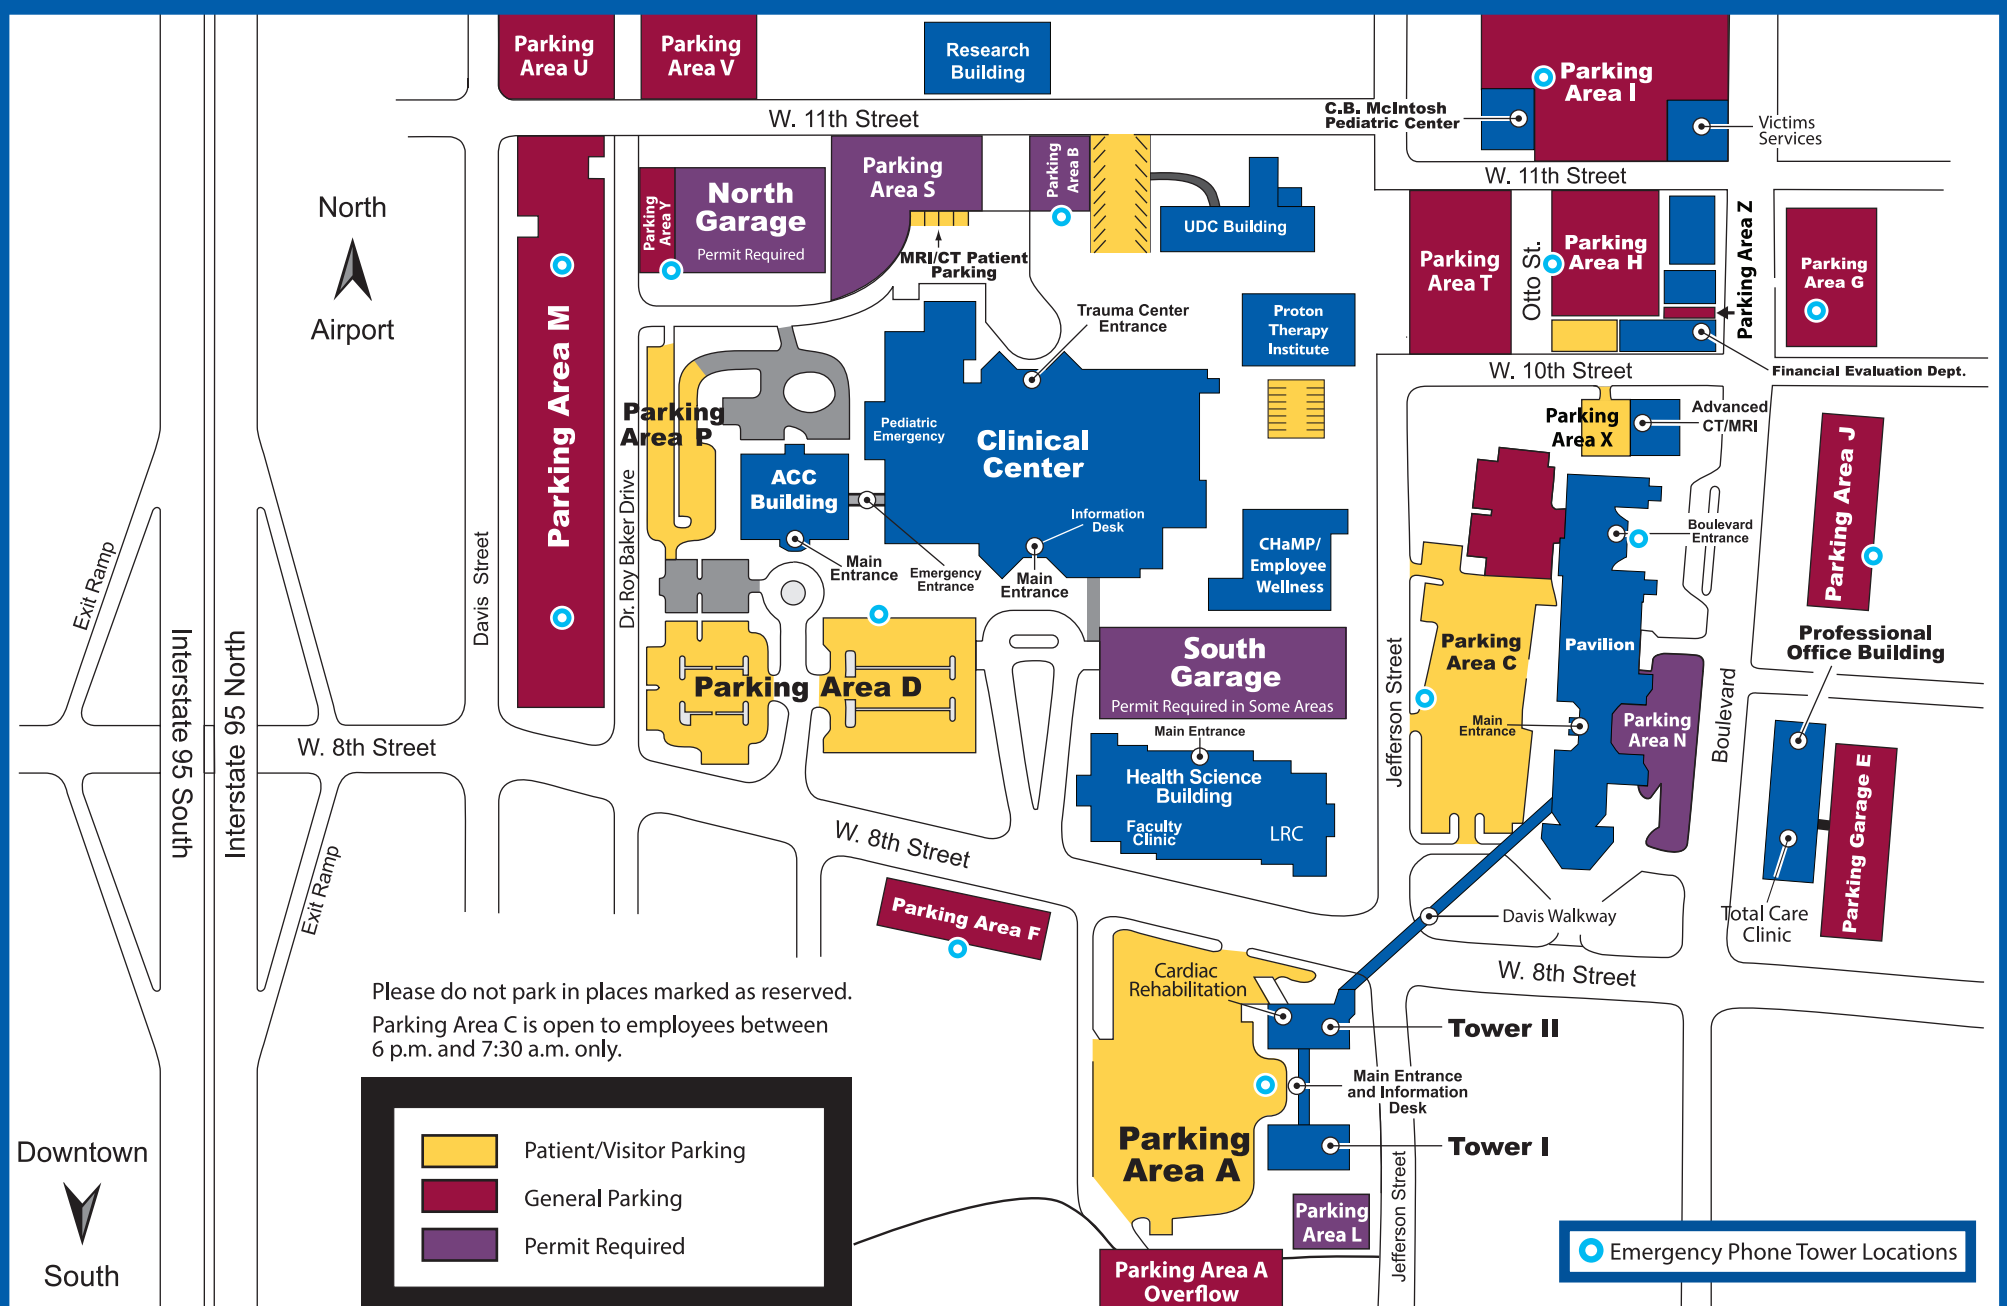 Parking
Area U
Parking
Area V
Research
Building
Parking
Area I
C.B. McIntosh
Pediatric Center
Victims
Services
W. 11th Street
W. 11th Street
North
Airport
Parking Area M
Parking
Area Y
North
Garage
Permit Required
Parking
Area S
MRI/CT Patient
Parking
Parking
Area B
UDC Building
Parking
Area T
Otto St.
Parking
Area H
Parking Area Z
Parking
Area G
Trauma Center
Entrance
Proton
Therapy
Institute
W. 10th Street
Financial Evaluation Dept.
Parking
Area P
Pediatric
Emergency
Clinical
Center
Parking
Area X
Advanced
CT/MRI
Parking Area J
ACC
Building
Information
Desk
Boulevard
Entrance
Main
Entrance
Emergency
Entrance
Main
Entrance
CHaMP/
Employee
Wellness
Exit Ramp
Davis Street
Dr. Roy Baker Drive
Interstate 95 South
Interstate 95 North
Parking
Area C
Pavilion
Professional
Office Building
South
Garage
Permit Required in Some Areas
Parking Area D
Jefferson Street
Main
Entrance
Parking
Area N
Boulevard
W. 8th Street
Main Entrance
Health Science
Building
Faculty
Clinic
LRC
Parking Garage E
W. 8th Street
Exit Ramp
Parking Area F
Davis Walkway
Total Care
Clinic
W. 8th Street
Cardiac
Rehabilitation
Please do not park in places marked as reserved.
Parking Area C is open to employees between
6 p.m. and 7:30 a.m. only.
Tower II
Main Entrance
and Information
Desk
Parking
Area A
Tower I
Downtown
South
Patient/Visitor Parking
General Parking
Permit Required
Jefferson Street
Parking
Area L
Parking Area A
Overflow
Emergency Phone Tower Locations